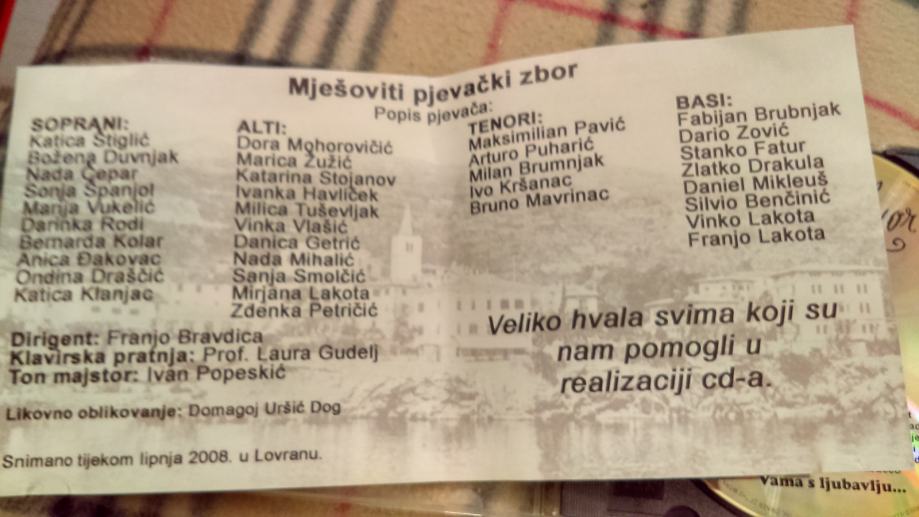 Mješoviti pjevački zbor
Popis pjevača:
SOPRANI:
Katica Štiglić
Božena Duvnjak
Nada Čepar
Sonja Španjol
Marija Vukelić
Darinka Rodi
Bernarda Kolar
Anica Đakovac
Ondina Draščić
Katica Klanjac
ALTI:
Dora Mohorovičić
Marica Žužić
Katarina Stojanov
Ivanka Havliček
Milica Tuševljak
Vinka Vlašić
Danica Getrić
Nada Mihalić
Sanja Smolčić
Mirjana Lakota
Zdenka Petričić
TENORI:
Maksimilian Pavić
Arturo Puharić
Milan Brumnjak
Ivo Kršanac
Bruno Mavrinac
BASI:
Fabijan Brubnjak
Dario Zović
Stanko Fatur
Zlatko Drakula
Daniel Mikleuš
Silvio Benčinić
Vinko Lakota
Franjo Lakota
Dirigent: Franjo Bravdica
Klavirska pratnja: Prof. Laura Gudelj
Ton majstor: Ivan Popeskić
Likovno oblikovanje: Domagoj Uršić Dog
Snimano tijekom lipnja 2008. u Lovranu.
Veliko hvala svima koji su
nam pomogli u
realizaciji cd-a.
Vama s ljubavlju...